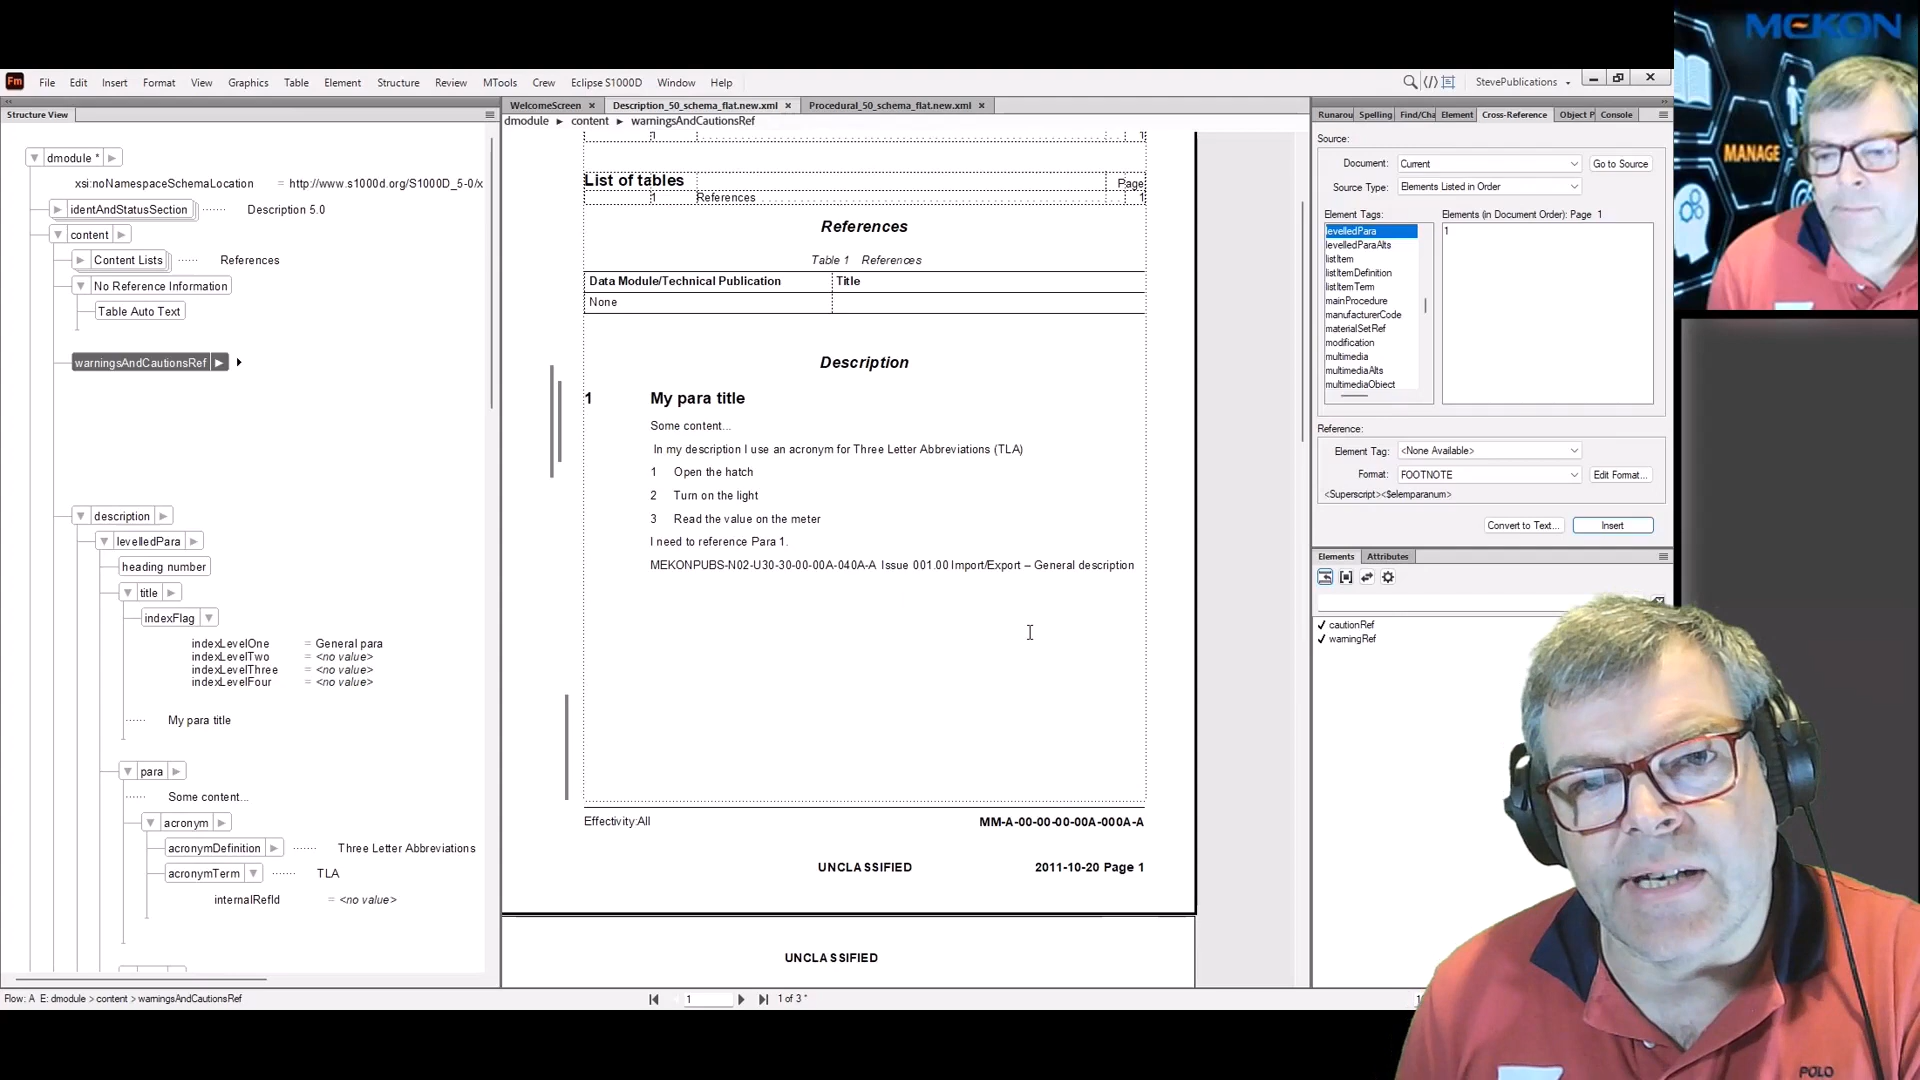 MEKON
Fm File Edit Insert Format View Graphics Table Element Structure Review MTools Crew Eclipse S1000D Window Help
StevePublications
Structure View
WelcomeScreen Description_50_schema_flat.new.xml Procedural_50_schema_flat.new.xml
dmodule content warningsAndCautionsRef
dmodule *
xsi:noNamespaceSchemaLocation = http://www.s1000d.org/S1000D_5-0/x
identAndStatusSection Description 5.0
content
Content Lists References
No Reference Information
Table Auto Text
warningsAndCautionsRef
description
levelledPara
heading number
title
indexFlag
indexLevelOne = General para
indexLevelTwo = <no value>
indexLevelThree = <no value>
indexLevelFour = <no value>
My para title
para
Some content...
acronym
acronymDefinition Three Letter Abbreviations
acronymTerm TLA
internalRefId = <no value>
Flow: A E: dmodule > content > warningsAndCautionsRef
1 1
List of tables Page
1 References 1
References
Table 1 References
Data Module/Technical Publication Title
None
Description
1 My para title
Some content...
In my description I use an acronym for Three Letter Abbreviations (TLA)
1 Open the hatch
2 Turn on the light
3 Read the value on the meter
I need to reference Para 1.
MEKONPUBS-N02-U30-30-00-00A-040A-A Issue 001.00 Import/Export – General description
Effectivity:All MM-A-00-00-00-00A-000A-A
UNCLASSIFIED 2011-10-20 Page 1
UNCLASSIFIED
1 1 of 3 *
Runarou Spelling Find/Cha Element Cross-Reference Object P Console
Source:
Document: Current Go to Source
Source Type: Elements Listed in Order
Element Tags: Elements (in Document Order): Page 1
levelledPara
levelledParaAlts
listItem
listItemDefinition
listItemTerm
mainProcedure
manufacturerCode
materialSetRef
modification
multimedia
multimediaAlts
multimediaObject
1
Reference:
Element Tag: <None Available>
Format: FOOTNOTE Edit Format...
<Superscript><$elemparanum>
Convert to Text... Insert
Elements Attributes
cautionRef
warningRef
MANAGE
POLO